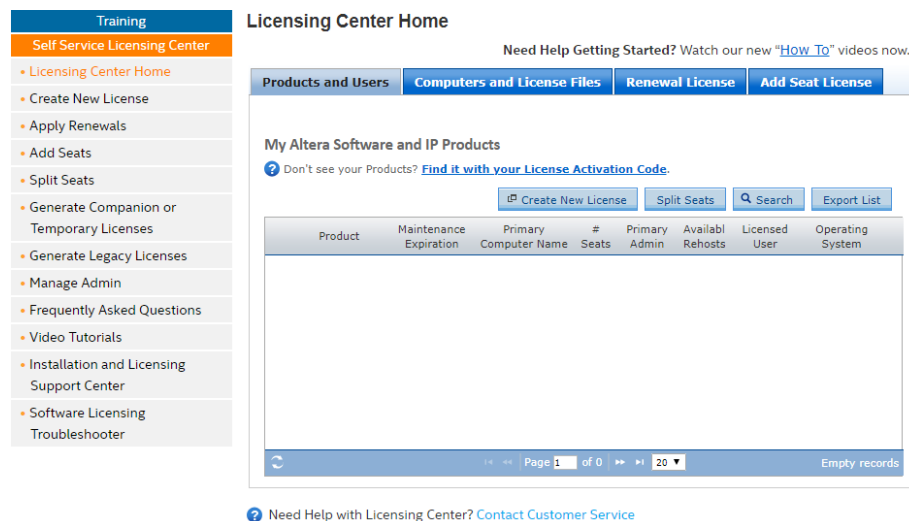 Training
Self Service Licensing Center
• Licensing Center Home
• Create New License
• Apply Renewals
• Add Seats
• Split Seats
• Generate Companion or
Temporary Licenses
• Generate Legacy Licenses
• Manage Admin
• Frequently Asked Questions
• Video Tutorials
• Installation and Licensing
Support Center
• Software Licensing
Troubleshooter
Licensing Center Home
Need Help Getting Started? Watch our new “How To” videos now.
Products and Users Computers and License Files Renewal License Add Seat License
My Altera Software and IP Products
? Don't see your Products? Find it with your License Activation Code.
Create New License Split Seats Search Export List
Product Maintenance Primary # Primary Availabl Licensed Operating
Expiration Computer Name Seats Admin Rehosts User System
Page 1 of 0 20 Empty records
? Need Help with Licensing Center? Contact Customer Service